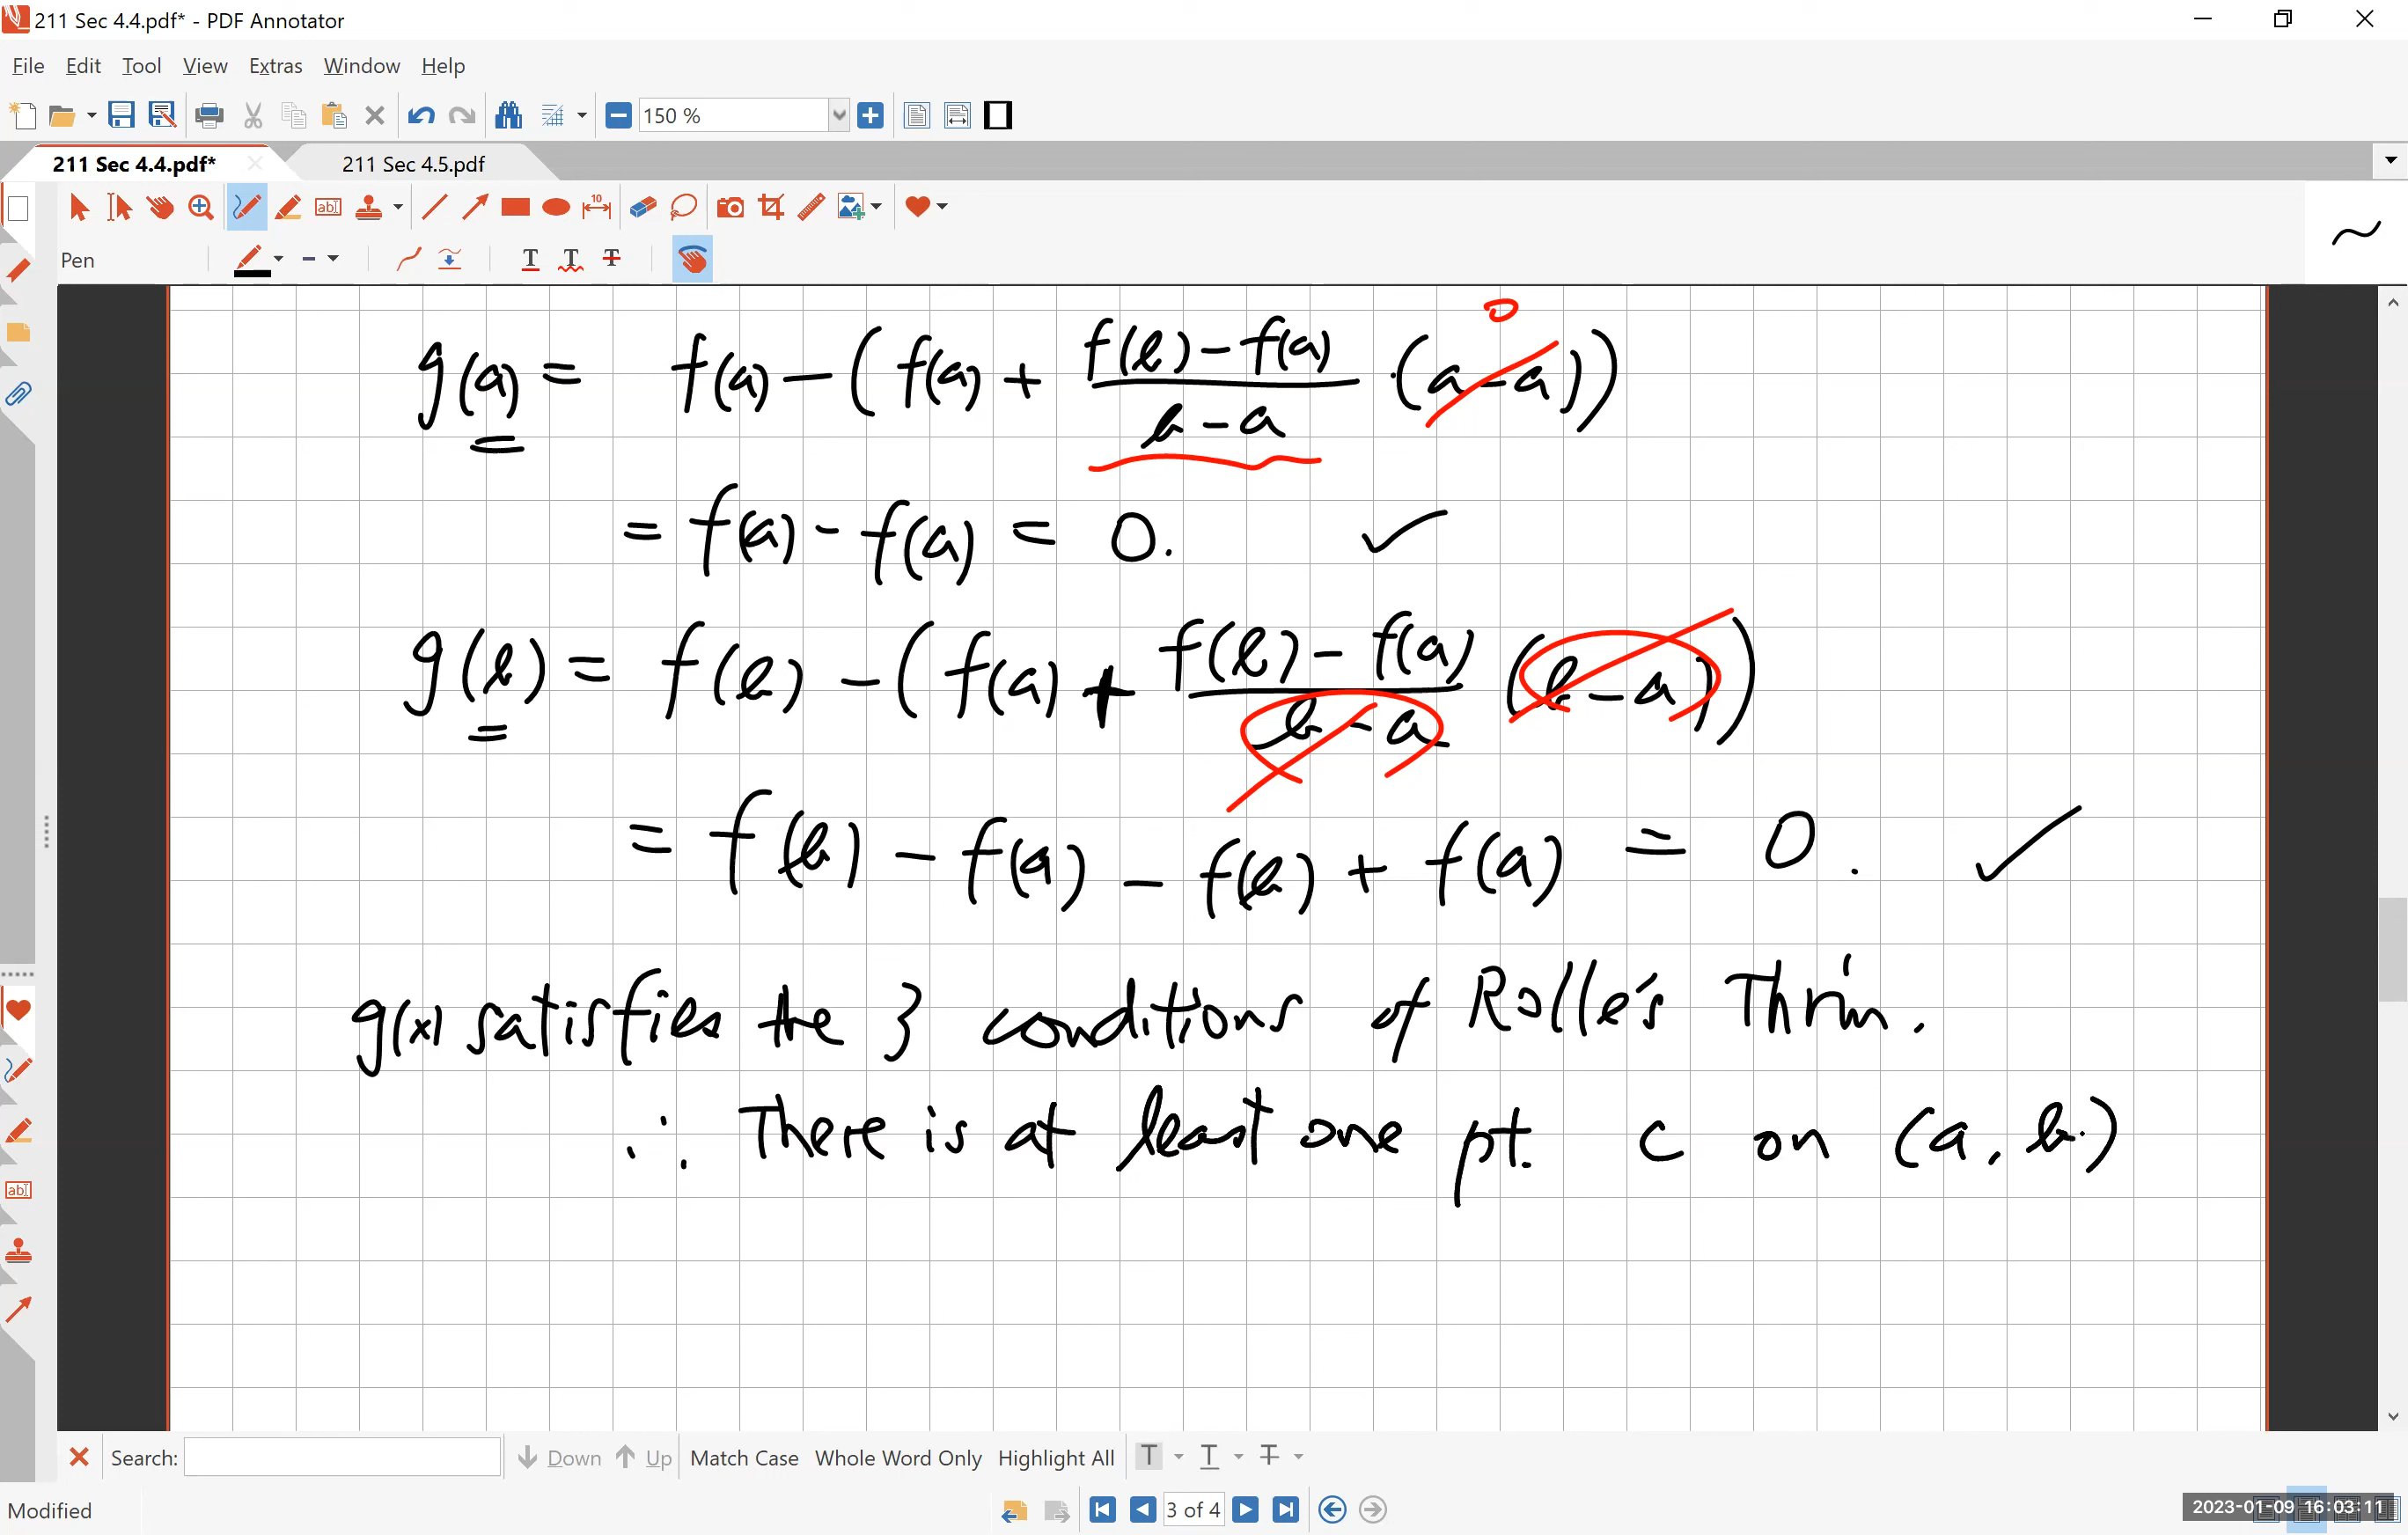 211 Sec 4.4.pdf* - PDF Annotator
File Edit Tool View Extras Window Help
150 %
211 Sec 4.4.pdf* 211 Sec 4.5.pdf
Pen
g(a) = f(a) - ( f(a) + \frac{f(b) - f(a)}{b - a} · (a - a) ) 0
= f(a) - f(a) = 0. ✓
g(b) = f(b) - ( f(a) + \frac{f(b) - f(a)}{b - a} (b - a) )
= f(b) - f(a) - f(b) + f(a) = 0. ✓
g(x) satisfies the 3 conditions of Rolle's Thm.
∴ There is at least one pt. c on (a, b)
Search: Down Up Match Case Whole Word Only Highlight All
Modified 3 of 4 2023-01-09 16:03:11